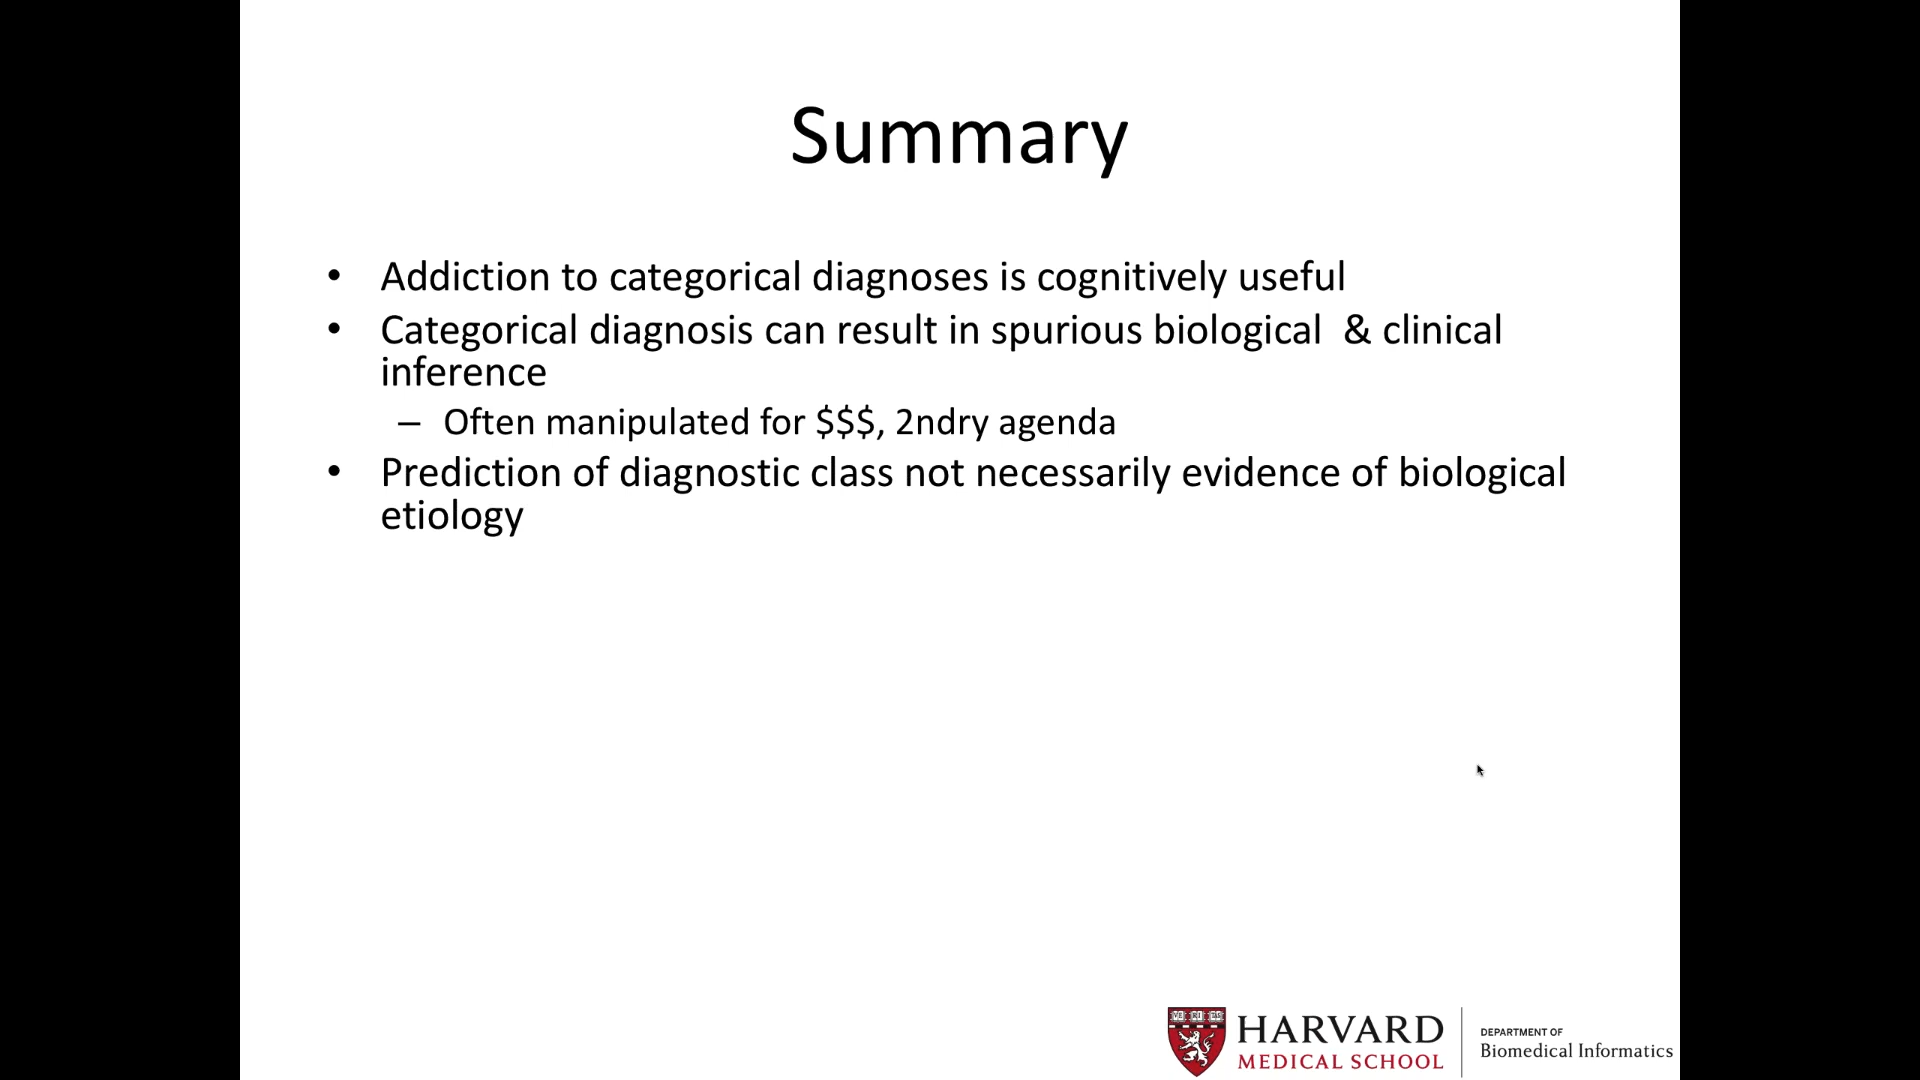 Summary
• Addiction to categorical diagnoses is cognitively useful
• Categorical diagnosis can result in spurious biological & clinical
inference
– Often manipulated for $$$, 2ndry agenda
• Prediction of diagnostic class not necessarily evidence of biological
etiology
HARVARD
MEDICAL SCHOOL
DEPARTMENT OF
Biomedical Informatics